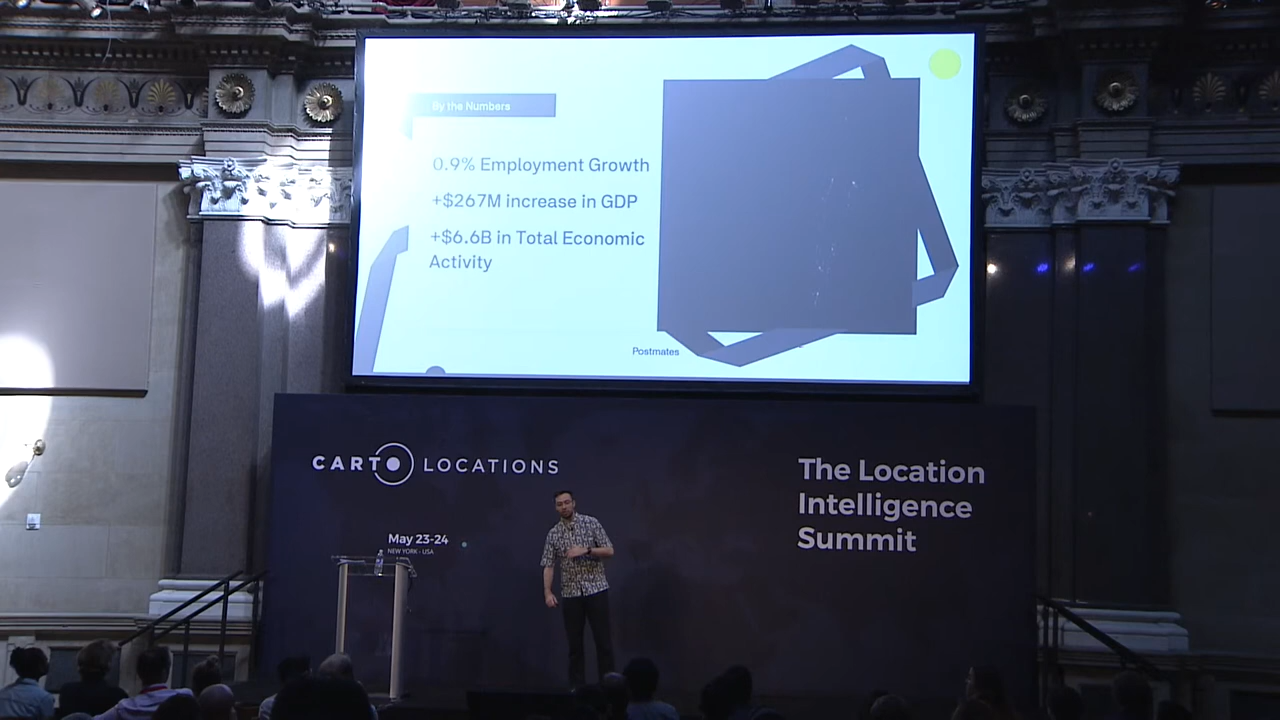 By the Numbers
0.9% Employment Growth
+$267M increase in GDP
+$6.6B in Total Economic
Activity
Postmates
CARTO LOCATIONS
The Location
Intelligence
Summit
May 23-24
NEW YORK - USA